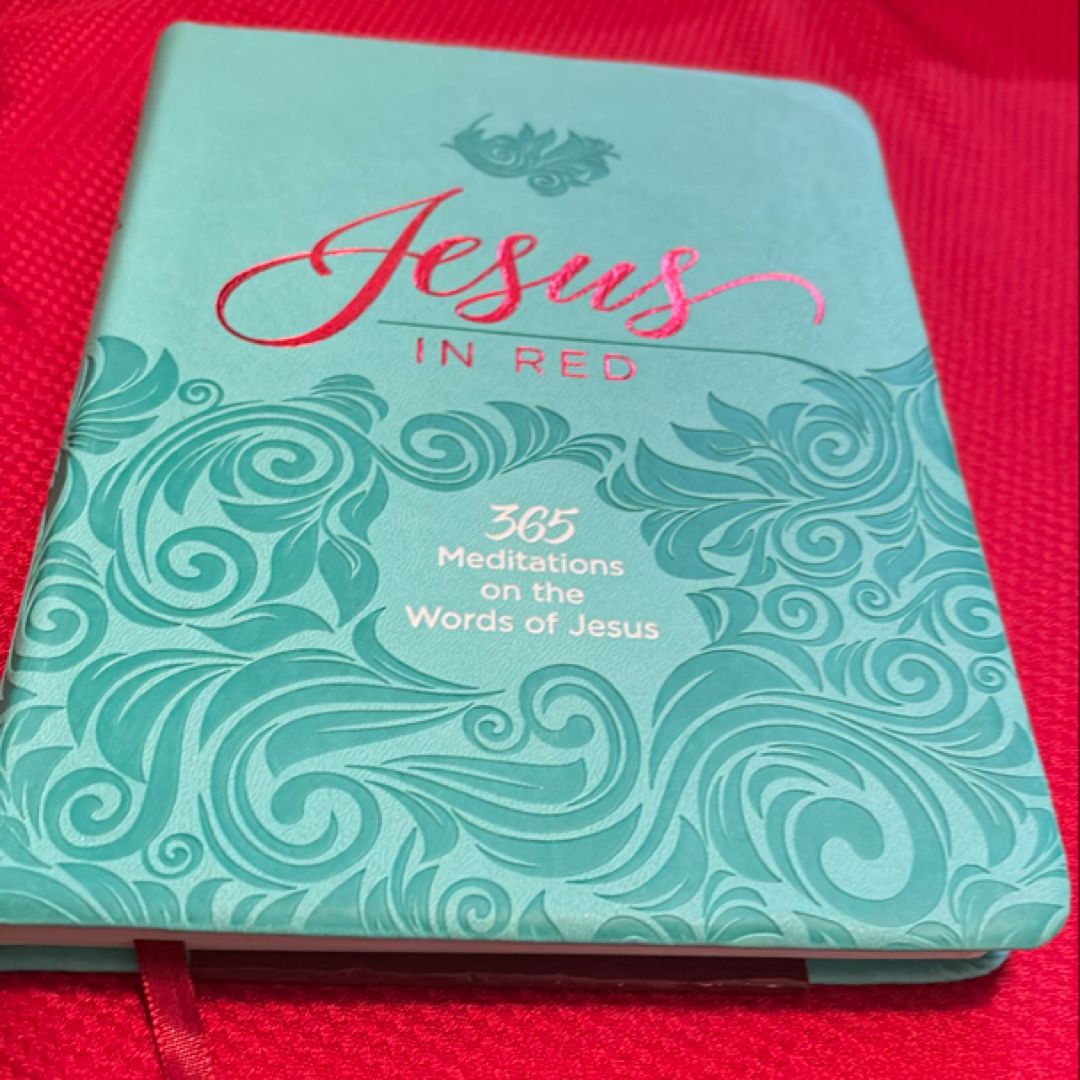 Jesus
IN RED
365
Meditations
on the
Words of Jesus